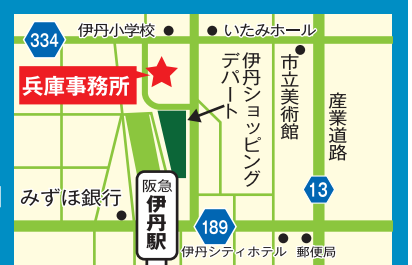 伊丹小学校
いたみホール
334
兵庫事務所
伊丹ショッピング
デパート
市立美術館
産業道路
13
みずほ銀行
阪急
伊丹駅
189
伊丹シティホテル
郵便局